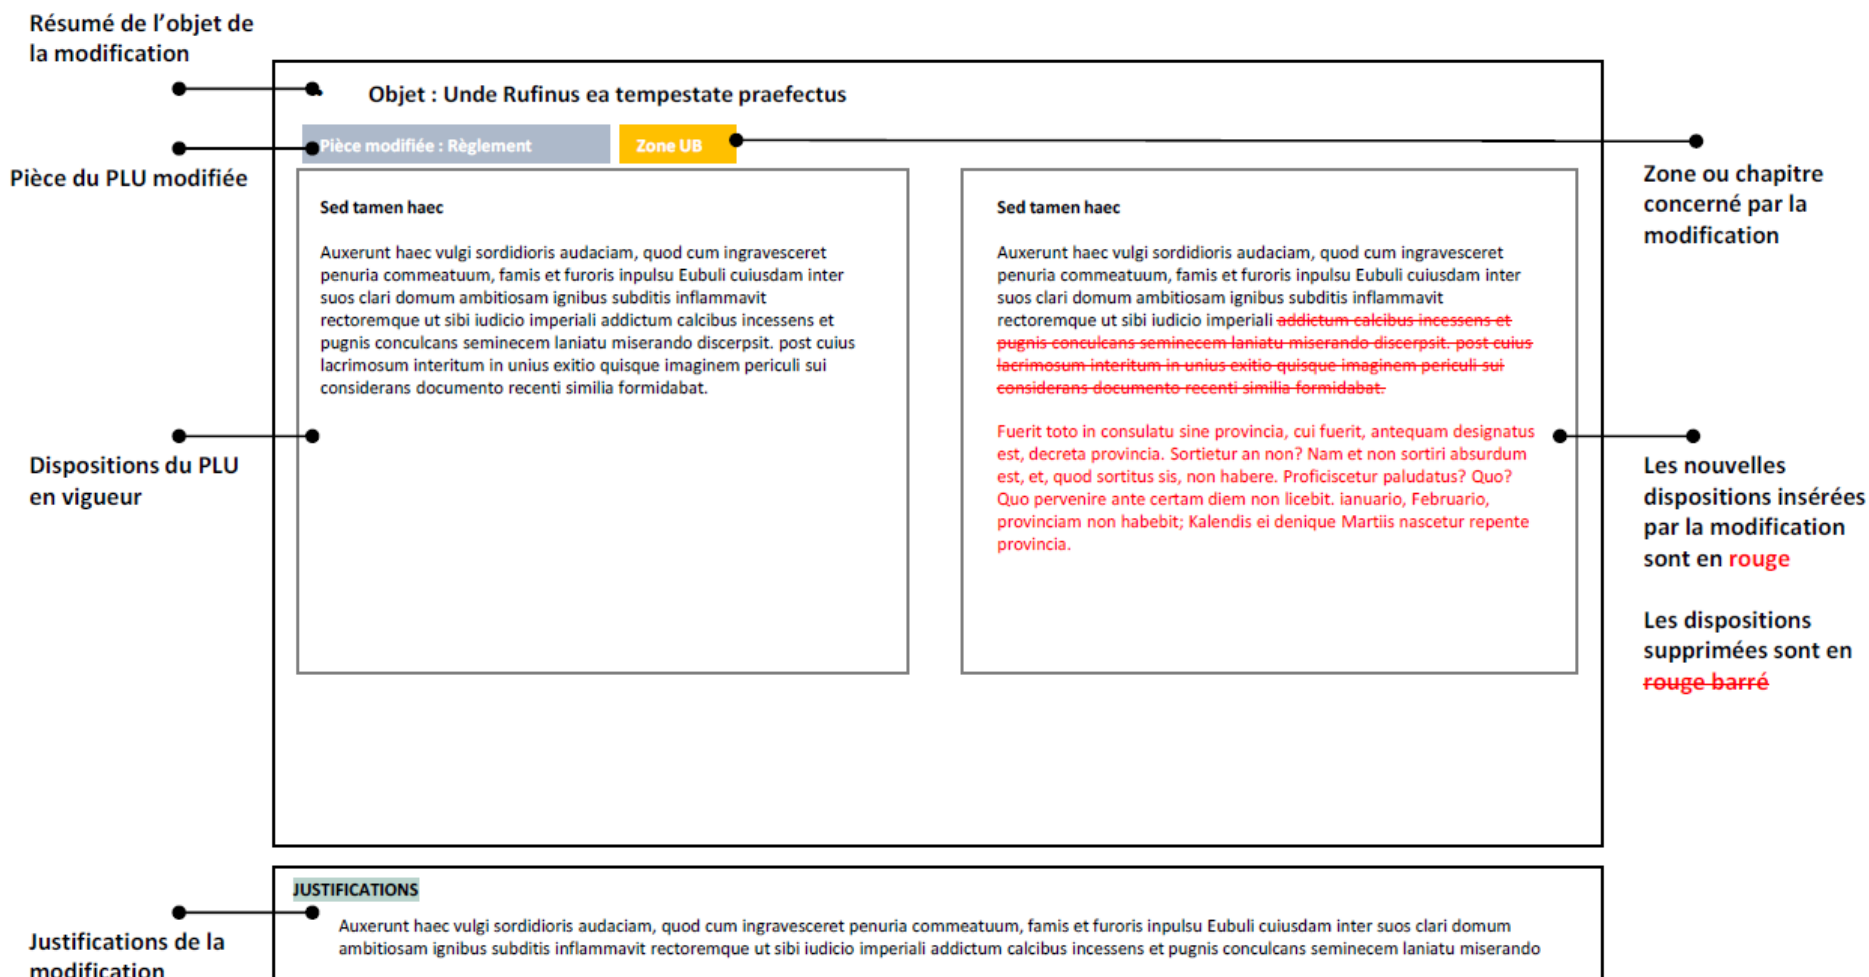 Résumé de l'objet de
la modification
Objet : Unde Rufinus ea tempestate praefectus
Pièce modifiée : Règlement
Zone UB
Pièce du PLU modifiée
Zone ou chapitre
concerné par la
modification
Sed tamen haec
Auxerunt haec vulgi sordidioris audaciam, quod cum ingravesceret
penuria commeatuum, famis et furoris inpulsu Eubuli cuiusdam inter
suos clari domum ambitiosam ignibus subditis inflammavit
rectoremque ut sibi iudicio imperiali addictum calcibus incessens et
pugnis conculcans seminecem laniatu miserando discerpsit. post cuius
lacrimosum interitum in unius exitio quisque imaginem periculi sui
considerans documento recenti similia formidabat.
Sed tamen haec
Auxerunt haec vulgi sordidioris audaciam, quod cum ingravesceret
penuria commeatuum, famis et furoris inpulsu Eubuli cuiusdam inter
suos clari domum ambitiosam ignibus subditis inflammavit
rectoremque ut sibi iudicio imperiali addictum calcibus incessens et
pugnis conculcans seminecem laniatu miserando discerpsit. post cuius
lacrimosum interitum in unius exitio quisque imaginem periculi sui
considerans documento recenti similia formidabat.
Fuerit toto in consulatu sine provincia, cui fuerit, antequam designatus
est, decreta provincia. Sortietur an non? Nam et non sortiri absurdum
est, et, quod sortitus sis, non habere. Proficiscetur paludatus? Quo?
Quo pervenire ante certam diem non licebit. ianuario, Februario,
provinciam non habebit; Kalendis ei denique Martiis nascetur repente
provincia.
Dispositions du PLU
en vigueur
Les nouvelles
dispositions insérées
par la modification
sont en rouge
Les dispositions
supprimées sont en
rouge barré
JUSTIFICATIONS
Auxerunt haec vulgi sordidioris audaciam, quod cum ingravesceret penuria commeatuum, famis et furoris inpulsu Eubuli cuiusdam inter suos clari domum
ambitiosam ignibus subditis inflammavit rectoremque ut sibi iudicio imperiali addictum calcibus incessens et pugnis conculcans seminecem laniatu miserando
Justifications de la
modification